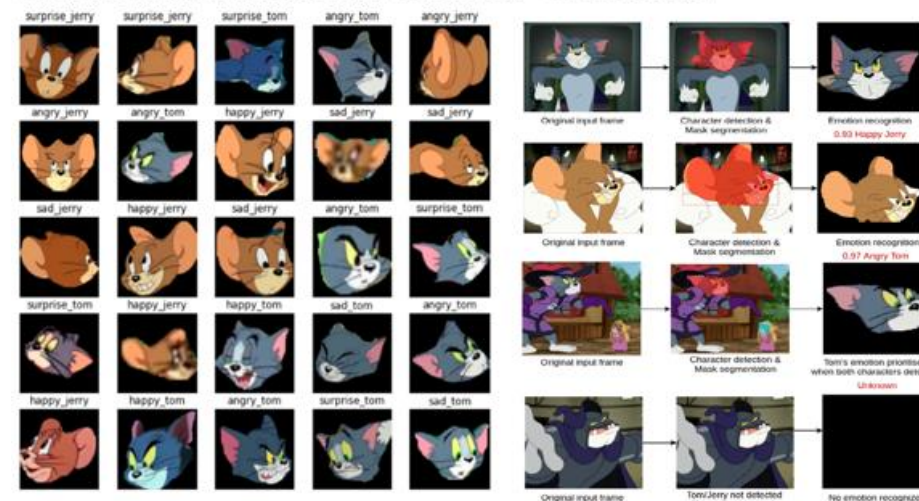 surprise_jerry surprise_jerry surprise_tom angry_tom angry_jerry
angry_jerry angry_tom happy_jerry sad_jerry sad_jerry
sad_jerry happy_jerry sad_jerry angry_tom surprise_tom
surprise_tom happy_jerry happy_tom sad_tom angry_tom
happy_jerry happy_tom angry_tom surprise_tom sad_tom
Original input frame
Character detection &
Mask segmentation
Emotion recognition
0.93 Happy Jerry
Original input frame
Character detection &
Mask segmentation
Emotion recognition
0.97 Angry Tom
Original input frame
Character detection &
Mask segmentation
Tom's emotion
when both characters
Unknown
Original input frame
Tom/Jerry not detected
No emotion